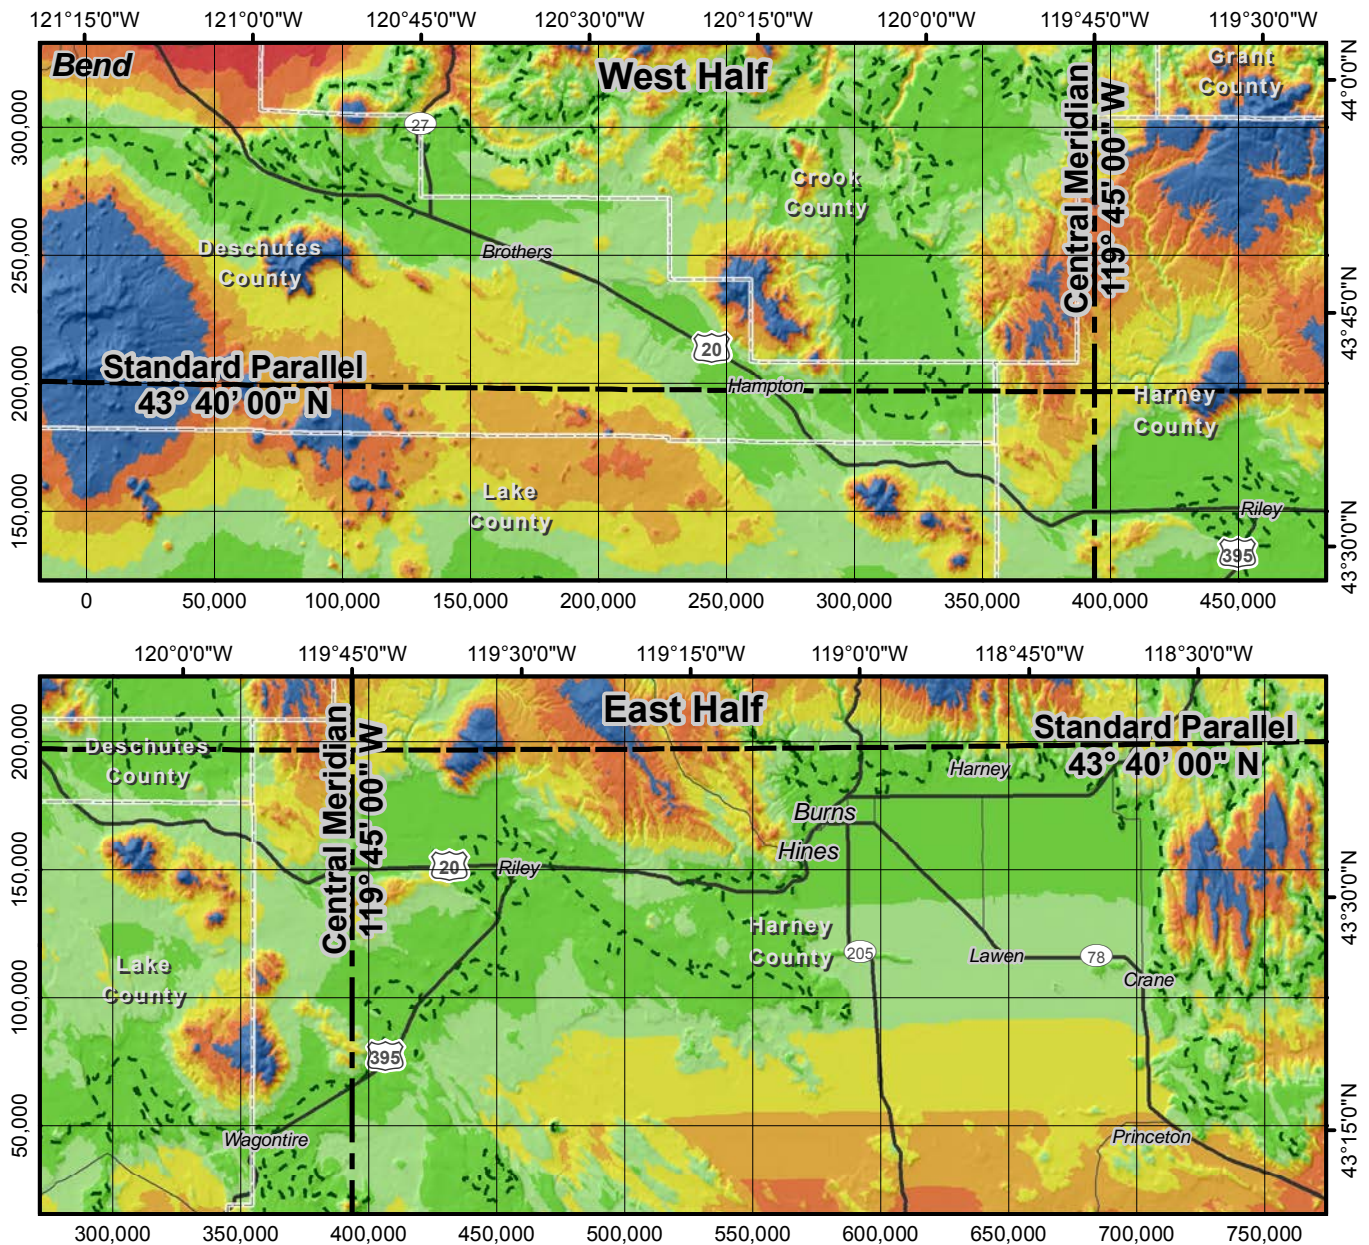 121°15'0"W 121°0'0"W 120°45'0"W 120°30'0"W 120°15'0"W 120°0'0"W 119°45'0"W 119°30'0"W
Bend
West Half
Grant
County
44°0'0"N
300,000
27
Central Meridian
119° 45' 00" W
Crook
County
Deschutes
County
Brothers
250,000
43°45'0"N
20
Standard Parallel
43° 40' 00" N
Hampton
200,000
Harney
County
Lake
County
150,000
Riley
395
43°30'0"N
0 50,000 100,000 150,000 200,000 250,000 300,000 350,000 400,000 450,000
120°0'0"W 119°45'0"W 119°30'0"W 119°15'0"W 119°0'0"W 118°45'0"W 118°30'0"W
East Half
Central Meridian
119° 45' 00" W
Standard Parallel
43° 40' 00" N
200,000
Deschutes
County
Harney
Burns
Hines
20
Riley
150,000
43°30'0"N
Harney
County
205
Lawen
78
Crane
Lake
County
100,000
395
50,000
Wagontire
Princeton
43°15'0"N
300,000 350,000 400,000 450,000 500,000 550,000 600,000 650,000 700,000 750,000